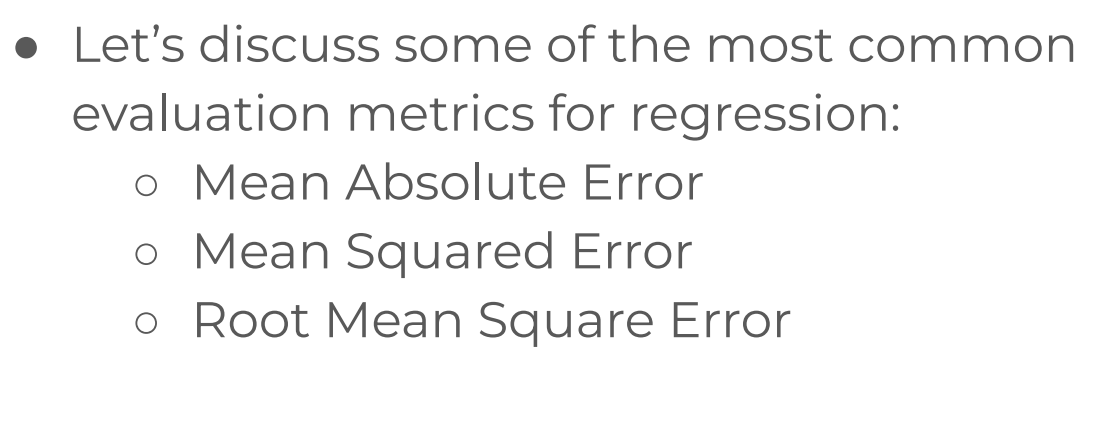 ● Let’s discuss some of the most common
evaluation metrics for regression:
○ Mean Absolute Error
○ Mean Squared Error
○ Root Mean Square Error